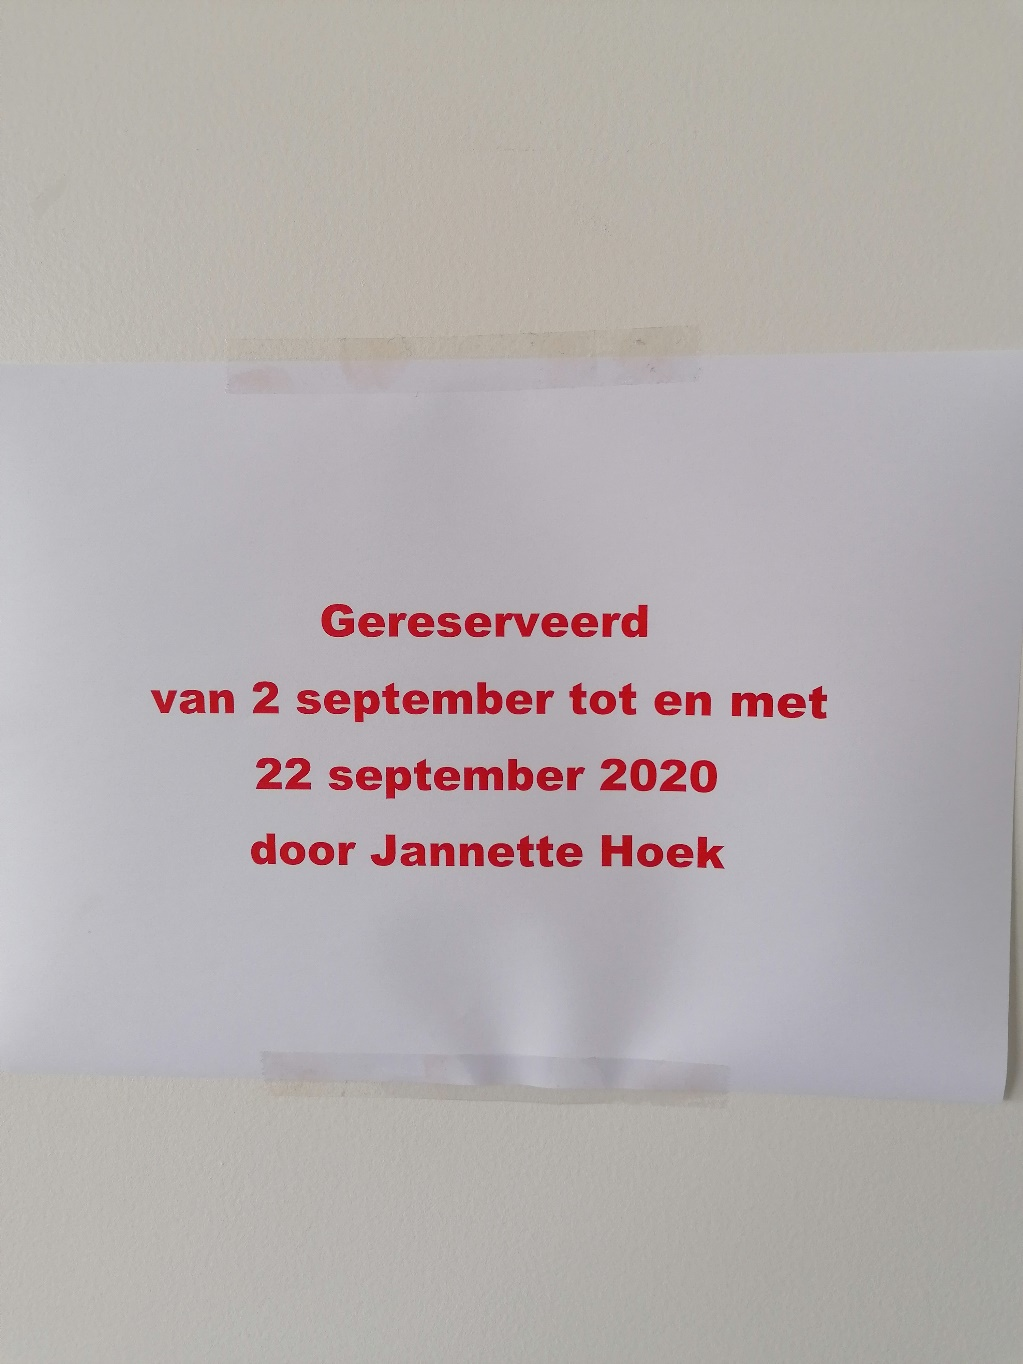 Gereserveerd
van 2 september tot en met
22 september 2020
door Jannette Hoek